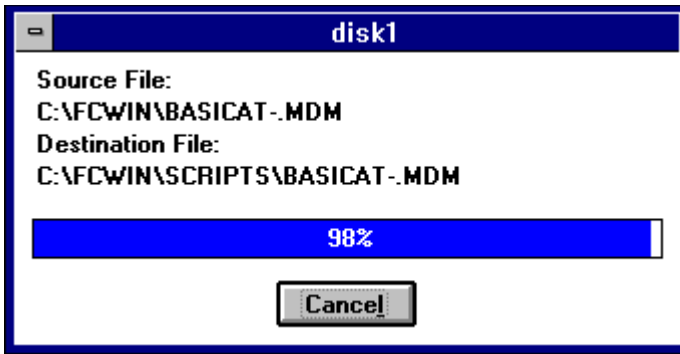 disk1
Source File:
C:\FCWIN\BASICAT-.MDM
Destination File:
C:\FCWIN\SCRIPTS\BASICAT-.MDM
98%
Cancel